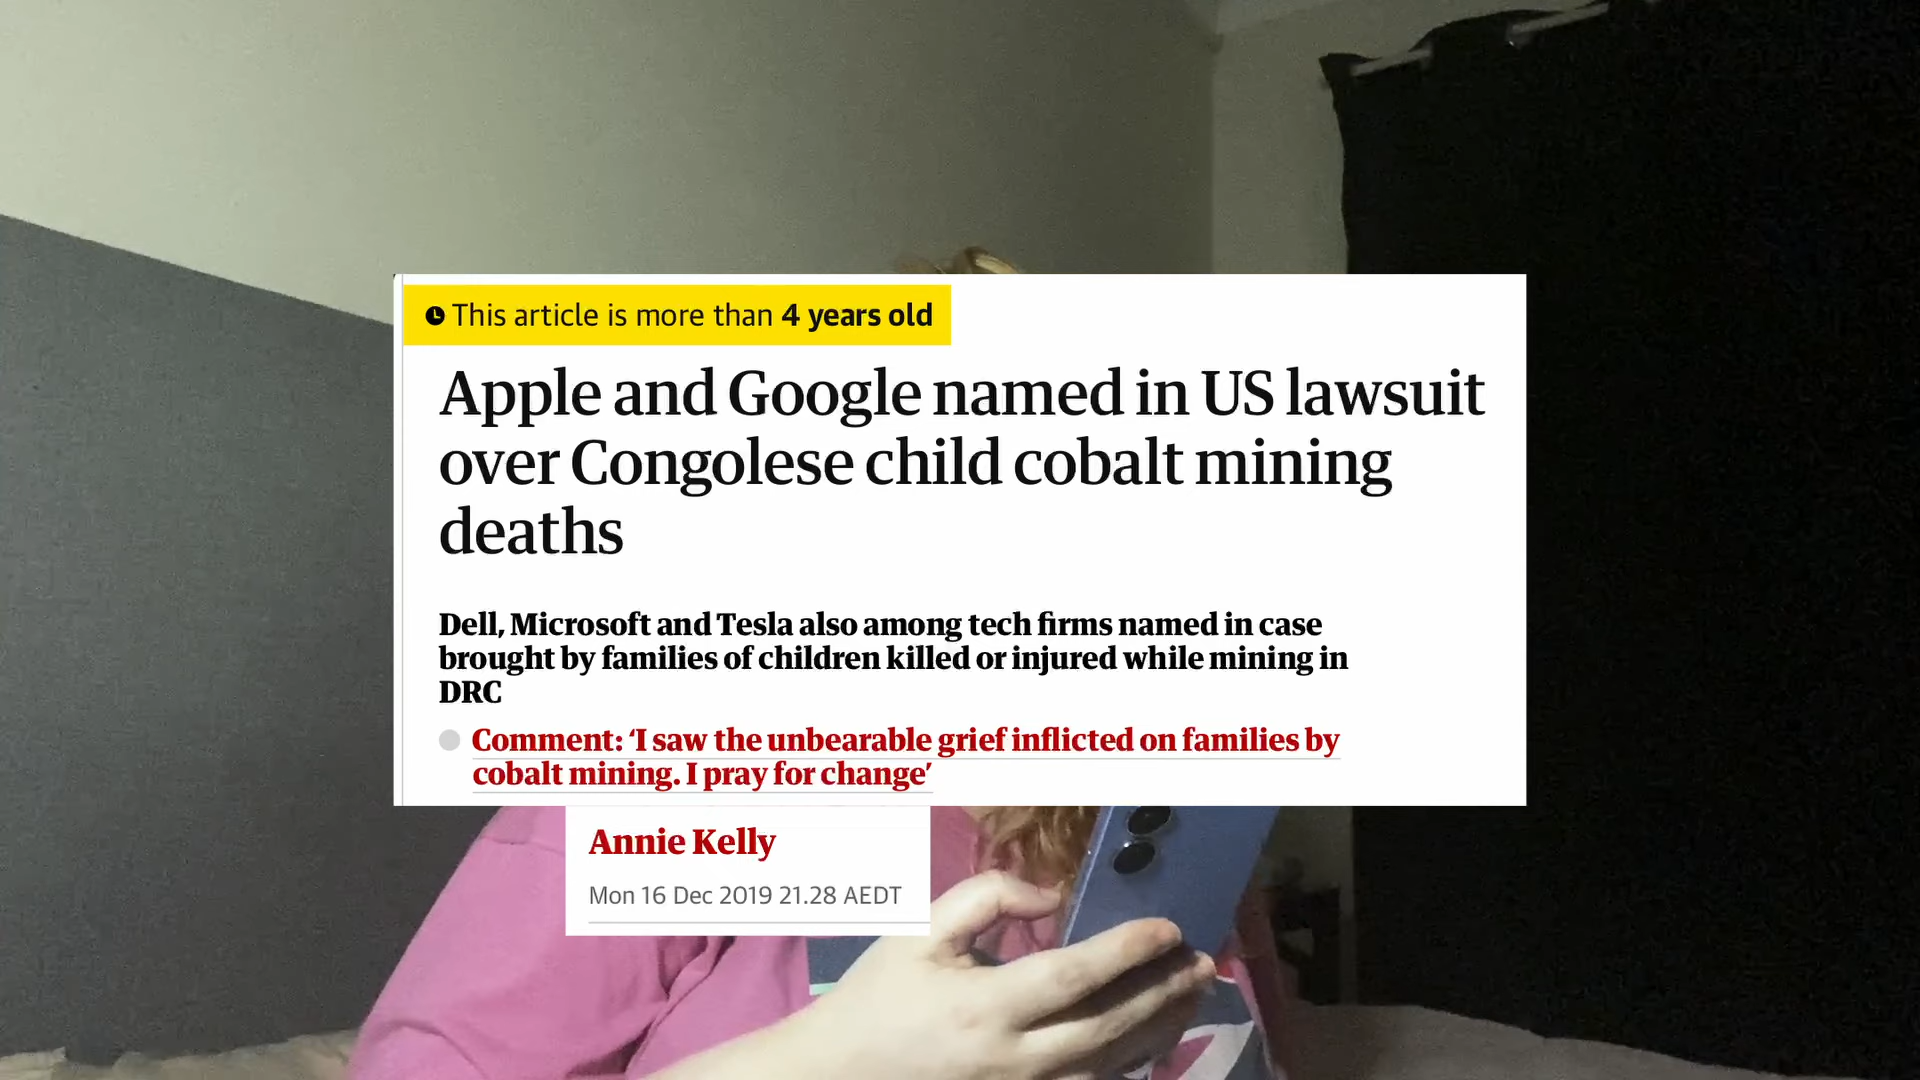 This article is more than 4 years old
Apple and Google named in US lawsuit
over Congolese child cobalt mining
deaths
Dell, Microsoft and Tesla also among tech firms named in case
brought by families of children killed or injured while mining in
DRC
Comment: ‘I saw the unbearable grief inflicted on families by
cobalt mining. I pray for change’
Annie Kelly
Mon 16 Dec 2019 21.28 AEDT